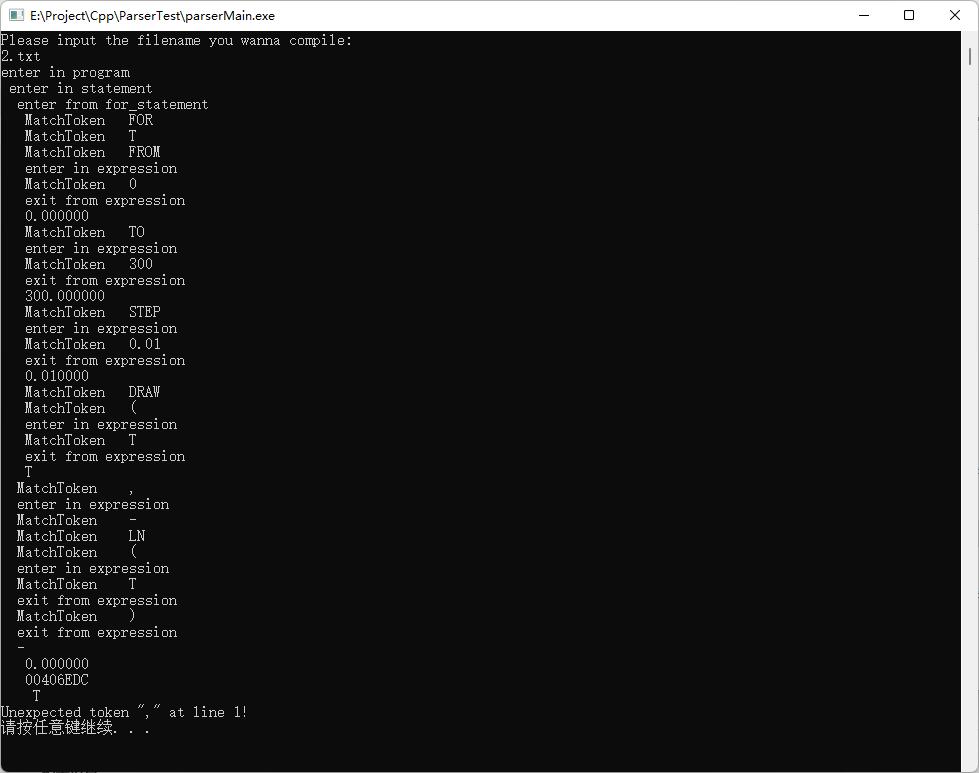 E:\Project\Cpp\ParserTest\parserMain.exe
Please input the filename you wanna compile:
2.txt
enter in program
enter in statement
enter from for_statement
MatchToken FOR
MatchToken T
MatchToken FROM
enter in expression
MatchToken 0
exit from expression
0.000000
MatchToken TO
enter in expression
MatchToken 300
exit from expression
300.000000
MatchToken STEP
enter in expression
MatchToken 0.01
exit from expression
0.010000
MatchToken DRAW
MatchToken (
enter in expression
MatchToken T
exit from expression
T
MatchToken ,
enter in expression
MatchToken -
MatchToken LN
MatchToken (
enter in expression
MatchToken T
exit from expression
MatchToken )
exit from expression
-
0.000000
00406EDC
T
Unexpected token "," at line 1!
请按任意键继续. . .